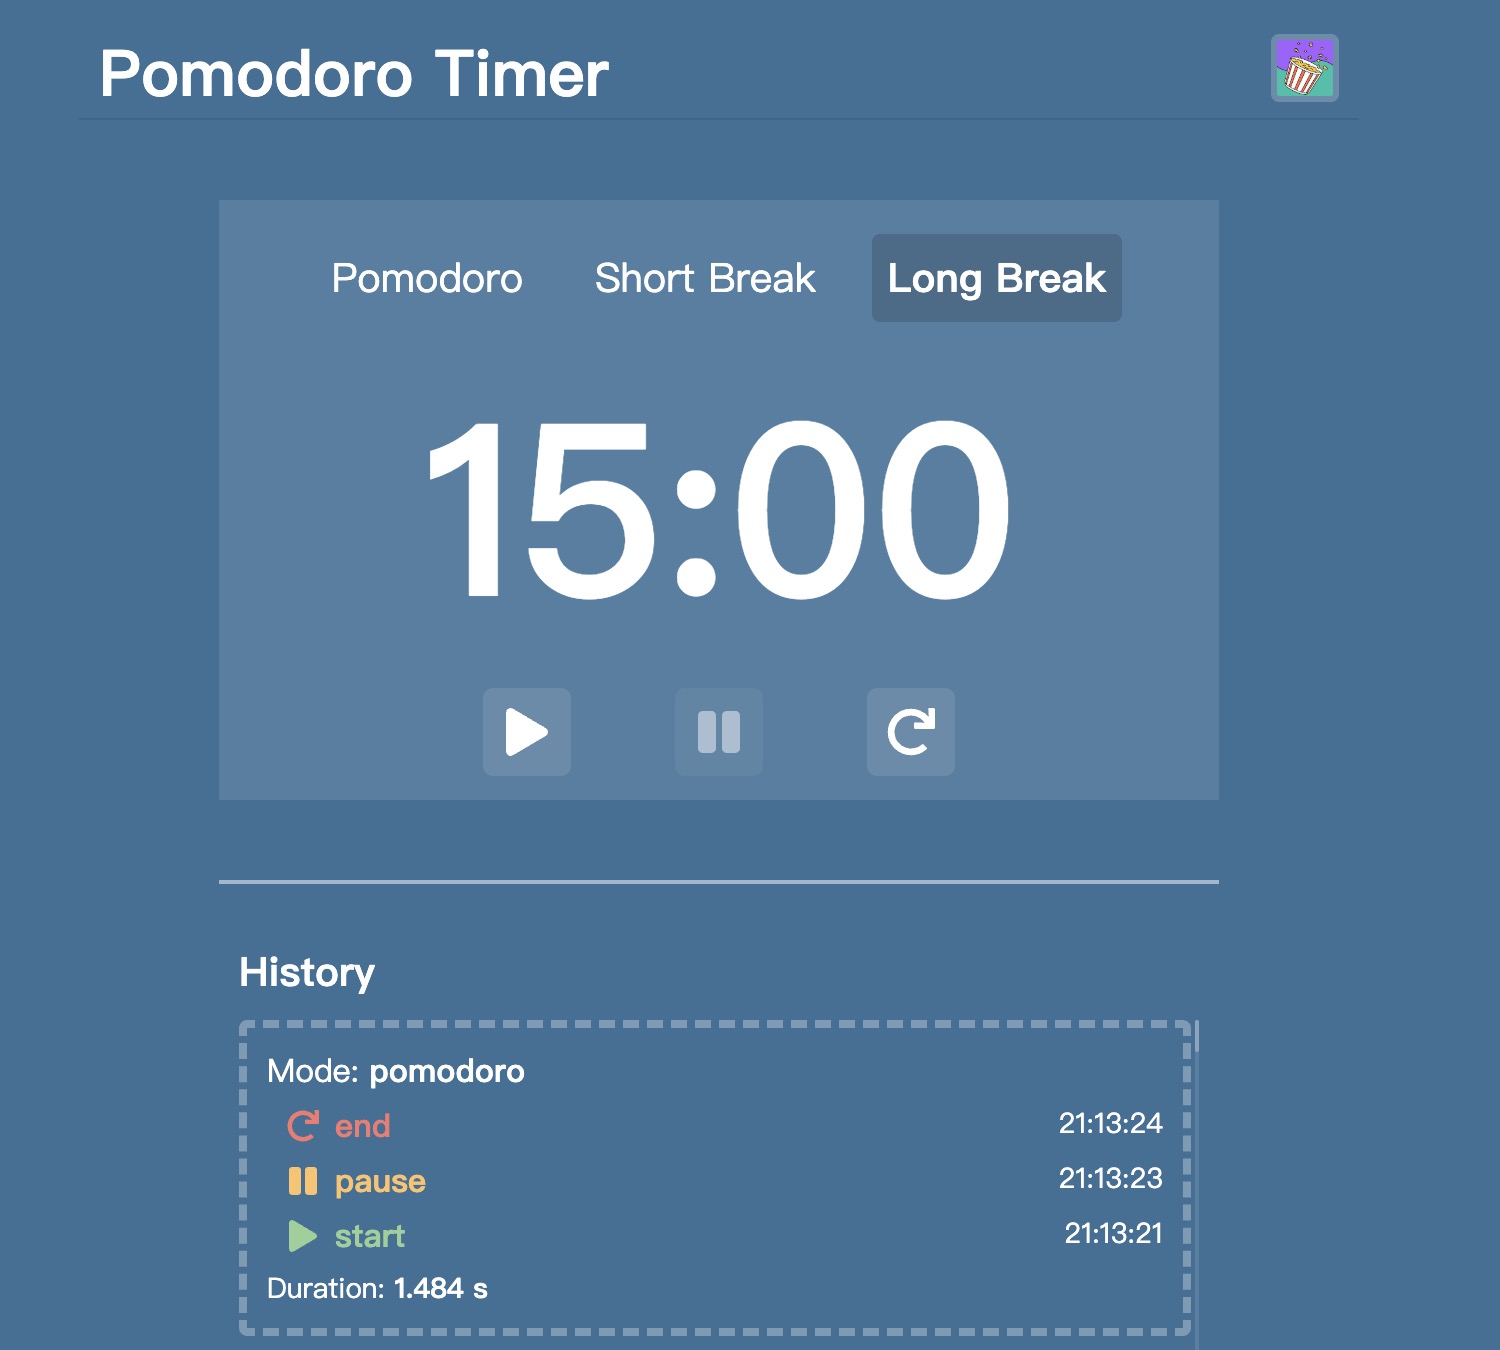 Pomodoro Timer
Pomodoro Short Break Long Break
15:00
History
Mode: pomodoro
end 21:13:24
pause 21:13:23
start 21:13:21
Duration: 1.484 s